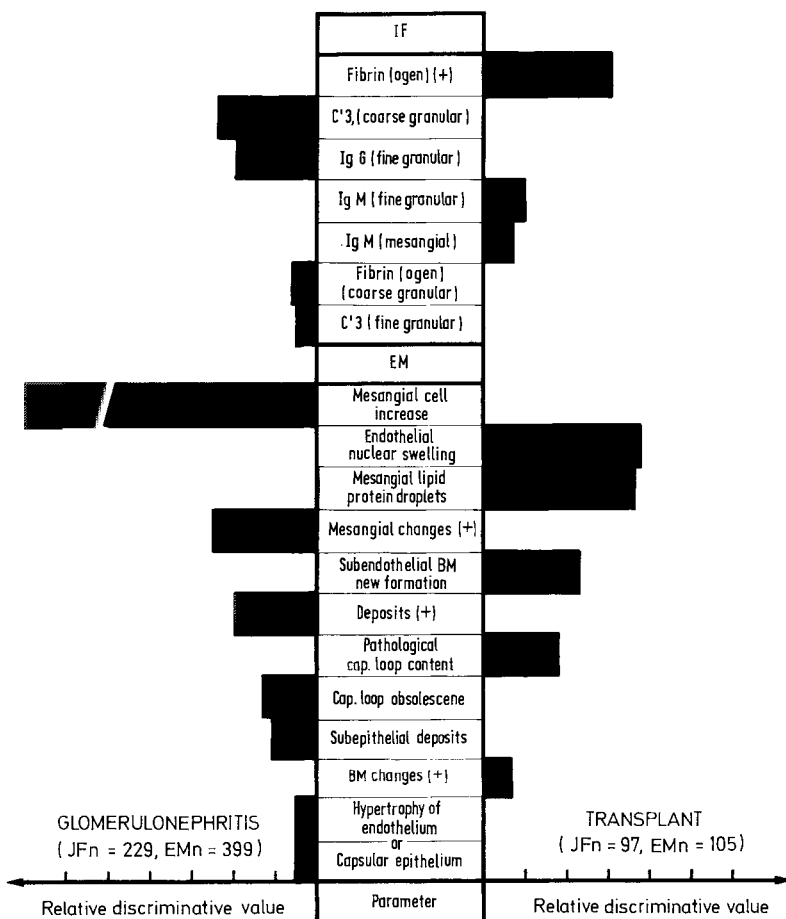 IF
Fibrin (ogen) (+)
C'3, (coarse granular)
Ig G (fine granular)
Ig M (fine granular)
Ig M (mesangial)
Fibrin (ogen)
(coarse granular)
C'3 (fine granular)
EM
Mesangial cell
increase
Endothelial
nuclear swelling
Mesangial lipid
protein droplets
Mesangial changes (+)
Subendothelial BM
new formation
Deposits (+)
Pathological
cap. loop content
Cap. loop obsolescene
Subepithelial deposits
BM changes (+)
Hypertrophy of
endothelium
or
Capsular epithelium
GLOMERULONEPHRITIS
( JFn = 229, EMn = 399)
TRANSPLANT
( JFn = 97, EMn = 105)
Relative discriminative value
Parameter
Relative discriminative value